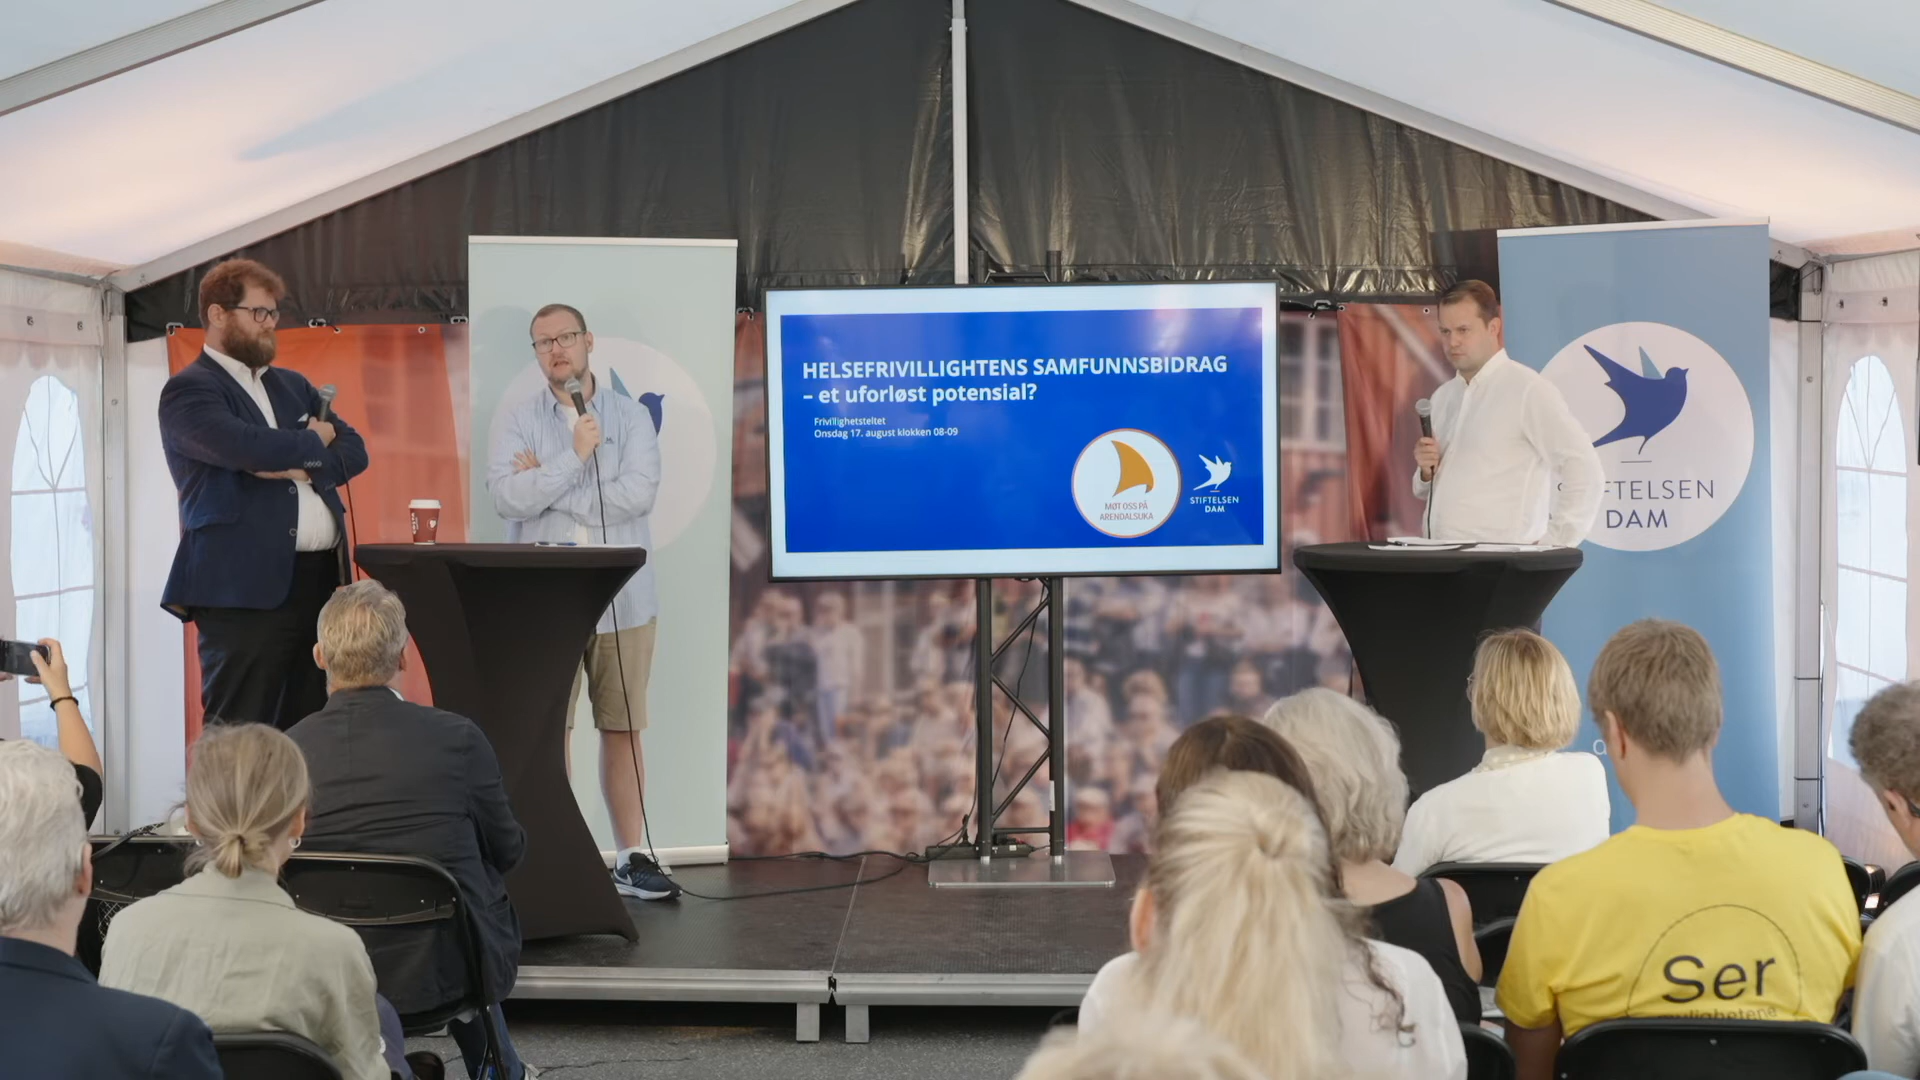 HELSEFRIVILLIGHTENS SAMFUNNSBIDRAG
– et uforløst potensial?
Frivillighetsteltet
Onsdag 17. august klokken 08-09
MØT OSS PÅ
ARENDALSUKA
STIFTELSEN
DAM
FTELSEN
DAM
Ser